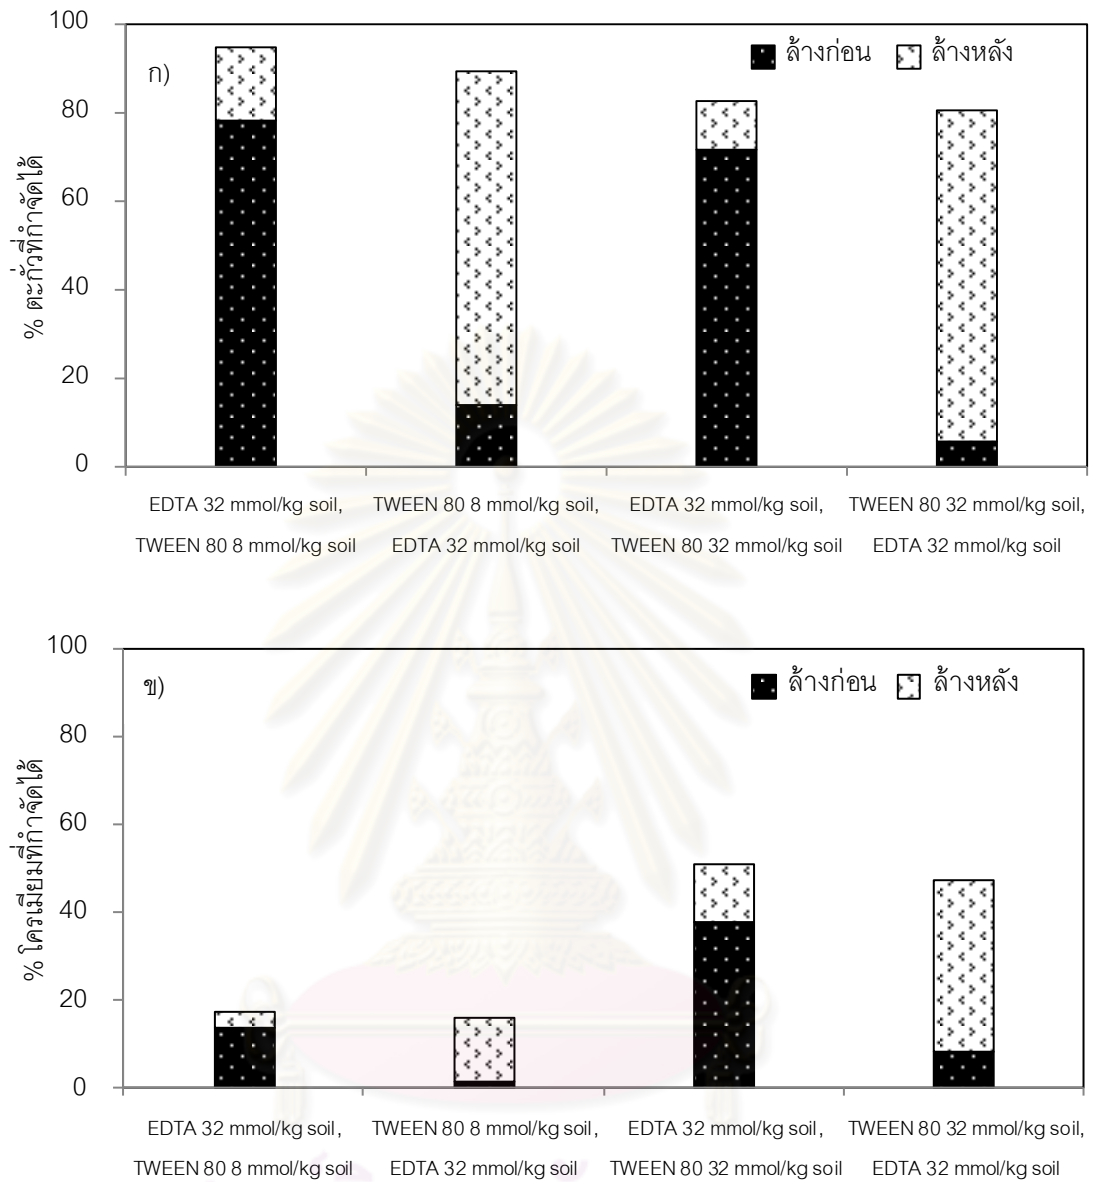 100
ก)
ล้างก่อน ล้างหลัง
80
60
40
20
0
% ตะกั่วที่กำจัดได้
EDTA 32 mmol/kg soil, TWEEN 80 8 mmol/kg soil, EDTA 32 mmol/kg soil, TWEEN 80 32 mmol/kg soil,
TWEEN 80 8 mmol/kg soil EDTA 32 mmol/kg soil TWEEN 80 32 mmol/kg soil EDTA 32 mmol/kg soil
100
ข)
ล้างก่อน ล้างหลัง
80
60
40
20
0
% โครเมียมที่กำจัดได้
EDTA 32 mmol/kg soil, TWEEN 80 8 mmol/kg soil, EDTA 32 mmol/kg soil, TWEEN 80 32 mmol/kg soil,
TWEEN 80 8 mmol/kg soil EDTA 32 mmol/kg soil TWEEN 80 32 mmol/kg soil EDTA 32 mmol/kg soil